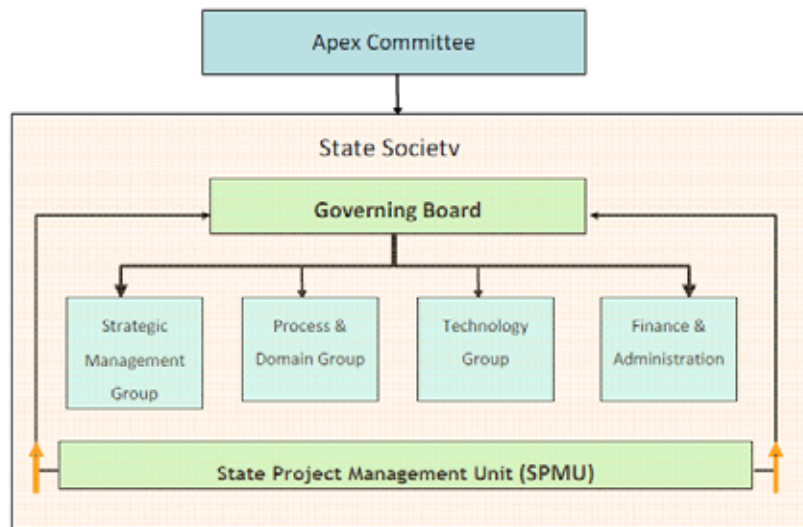 Apex Committee
State Society
Governing Board
Strategic
Management
Group
Process &
Domain Group
Technology
Group
Finance &
Administration
State Project Management Unit (SPMU)